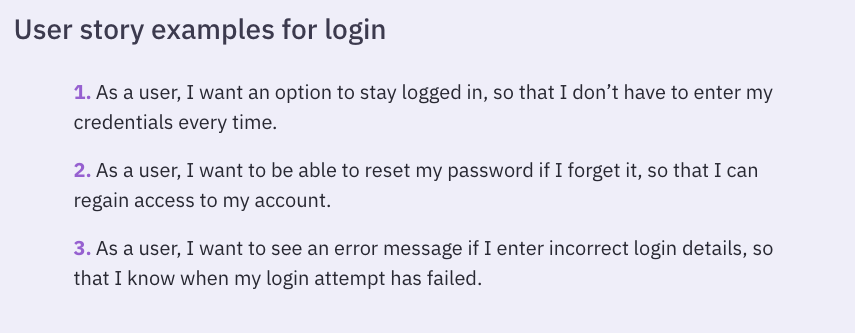 User story examples for login
1. As a user, I want an option to stay logged in, so that I don’t have to enter my
credentials every time.
2. As a user, I want to be able to reset my password if I forget it, so that I can
regain access to my account.
3. As a user, I want to see an error message if I enter incorrect login details, so
that I know when my login attempt has failed.